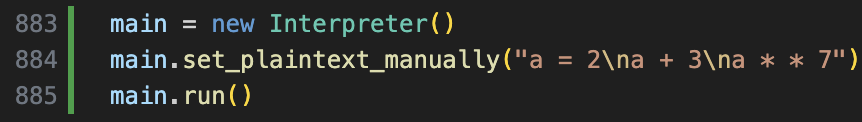 883 main = new Interpreter()
884 main.set_plaintext_manually("a = 2\na + 3\na * * 7")
885 main.run()